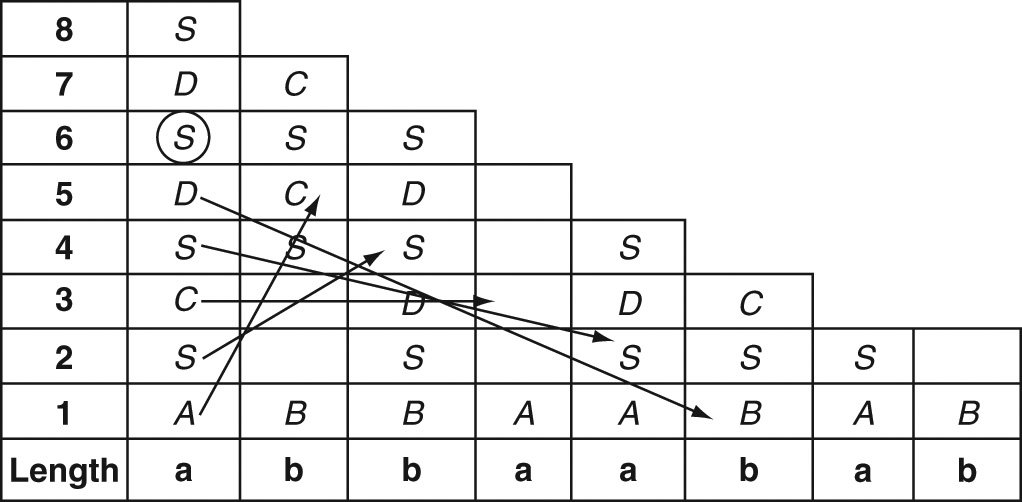 8 S
7 D C
6 S S S
5 D C D
4 S S S S
3 C D D C
2 S S S S S
1 A B B A A B A B
Length a b b a a b a b